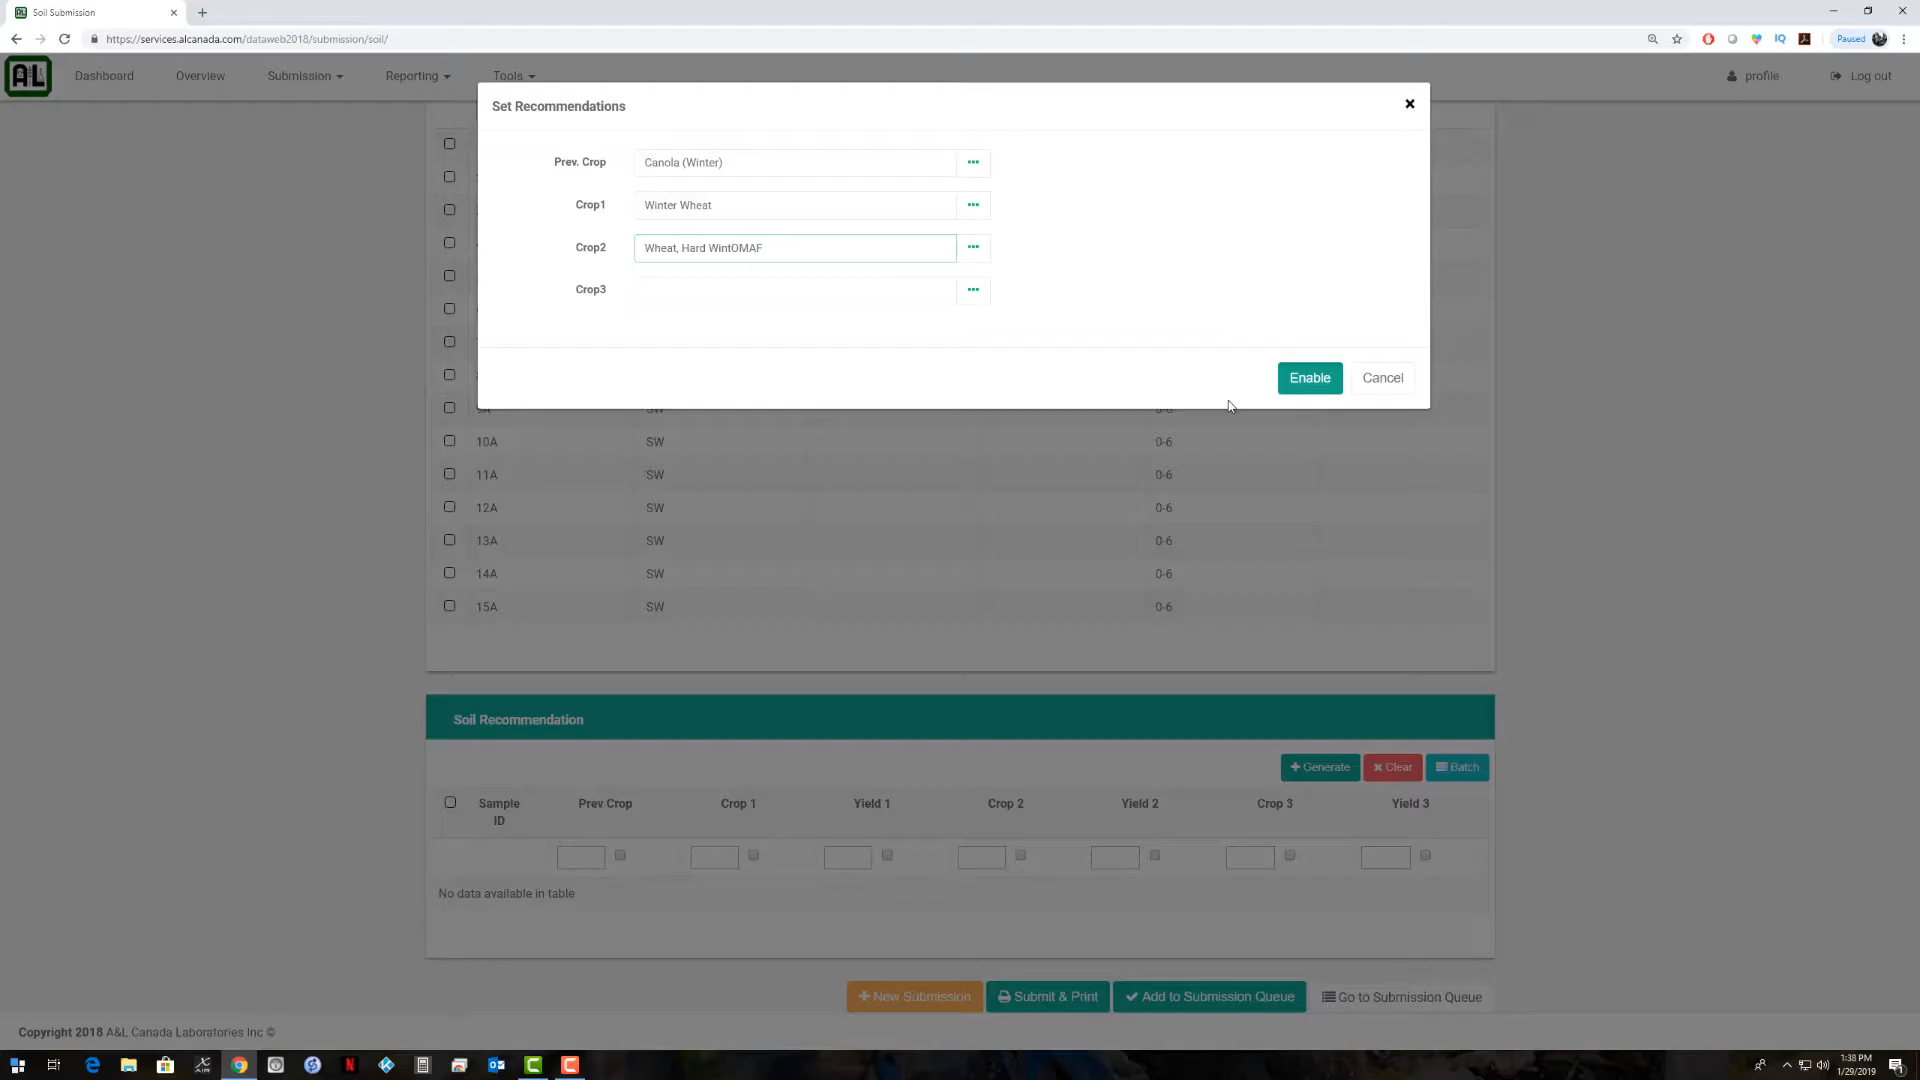 Soil Submission
https://services.alcanada.com/dataweb2018/submission/soil/
IQ
Paused
A&L
Dashboard
Overview
Submission
Reporting
Tools
profile
Log out
Set Recommendations
Prev. Crop
Canola (Winter)
Crop1
Winter Wheat
Crop2
Wheat, Hard WintOMAF
Crop3
Enable
Cancel
9A SW 0-6
10A SW 0-6
11A SW 0-6
12A SW 0-6
13A SW 0-6
14A SW 0-6
15A SW 0-6
Soil Recommendation
Generate
Clear
Batch
Sample ID Prev Crop Crop 1 Yield 1 Crop 2 Yield 2 Crop 3 Yield 3
No data available in table
New Submission
Submit & Print
Add to Submission Queue
Go to Submission Queue
Copyright 2018 A&L Canada Laboratories Inc ©
1:38 PM
1/29/2019